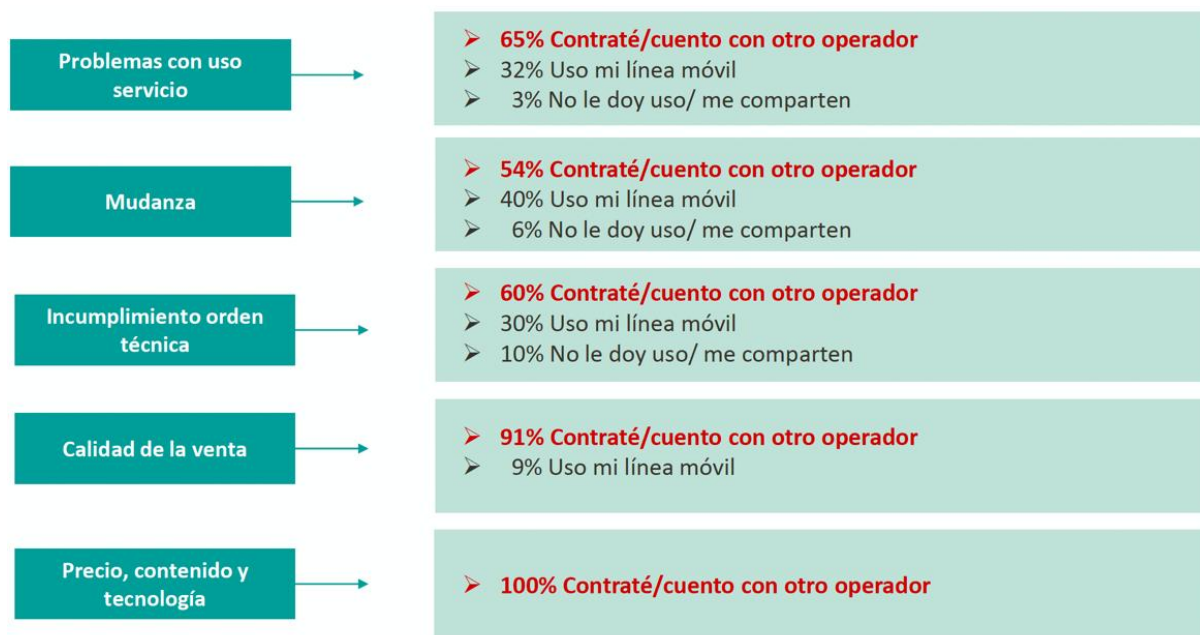 Problemas con uso
servicio
➢ 65% Contraté/cuento con otro operador
➢ 32% Uso mi línea móvil
➢ 3% No le doy uso/ me comparten
Mudanza
➢ 54% Contraté/cuento con otro operador
➢ 40% Uso mi línea móvil
➢ 6% No le doy uso/ me comparten
Incumplimiento orden
técnica
➢ 60% Contraté/cuento con otro operador
➢ 30% Uso mi línea móvil
➢ 10% No le doy uso/ me comparten
Calidad de la venta
➢ 91% Contraté/cuento con otro operador
➢ 9% Uso mi línea móvil
Precio, contenido y
tecnología
➢ 100% Contraté/cuento con otro operador